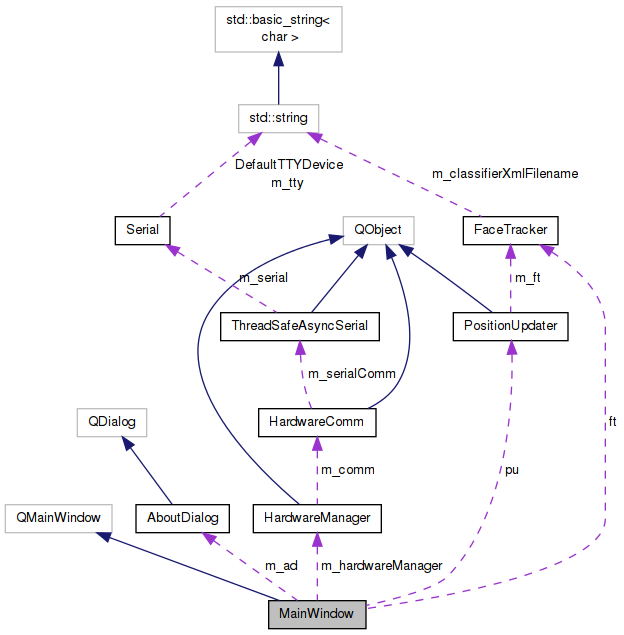 std::basic_string<
char >
std::string
DefaultTTYDevice
m_tty
m_classifierXmlFilename
Serial
QObject
FaceTracker
m_serial
m_ft
ThreadSafeAsyncSerial
PositionUpdater
m_serialComm
QDialog
HardwareComm
ft
m_comm
pu
QMainWindow
AboutDialog
HardwareManager
m_ad
m_hardwareManager
MainWindow